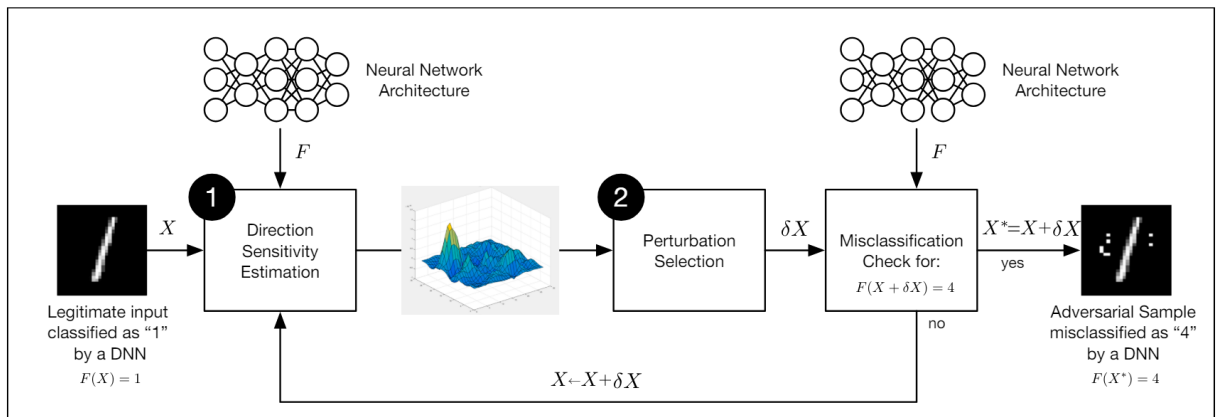 Neural Network
Architecture
F
Neural Network
Architecture
F
1
2
X
Direction
Sensitivity
Estimation
Perturbation
Selection
δX
Misclassification
Check for:
F(X + δX) = 4
X*=X+δX
yes
no
Legitimate input
classified as “1”
by a DNN
F(X) = 1
Adversarial Sample
misclassified as “4”
by a DNN
F(X*) = 4
X←X+δX